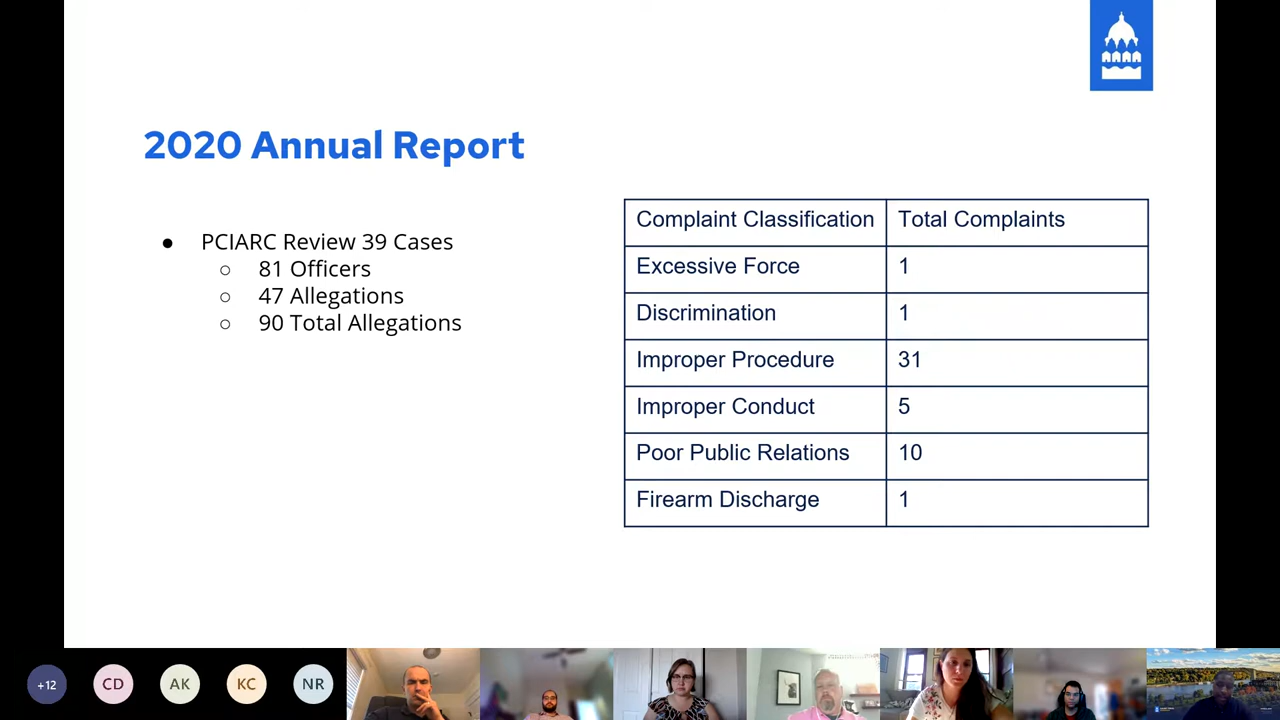 2020 Annual Report
● PCIARC Review 39 Cases
○ 81 Officers
○ 47 Allegations
○ 90 Total Allegations
Complaint Classification Total Complaints
Excessive Force 1
Discrimination 1
Improper Procedure 31
Improper Conduct 5
Poor Public Relations 10
Firearm Discharge 1
+12 CD AK KC NR